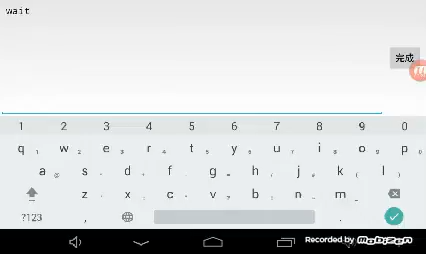 wait
完成
1 2 3 4 5 6 7 8 9 0
q w e r t y u i o p
a s d f g h j k l
z x c v b n m
?123 , .
Recorded by mobizen